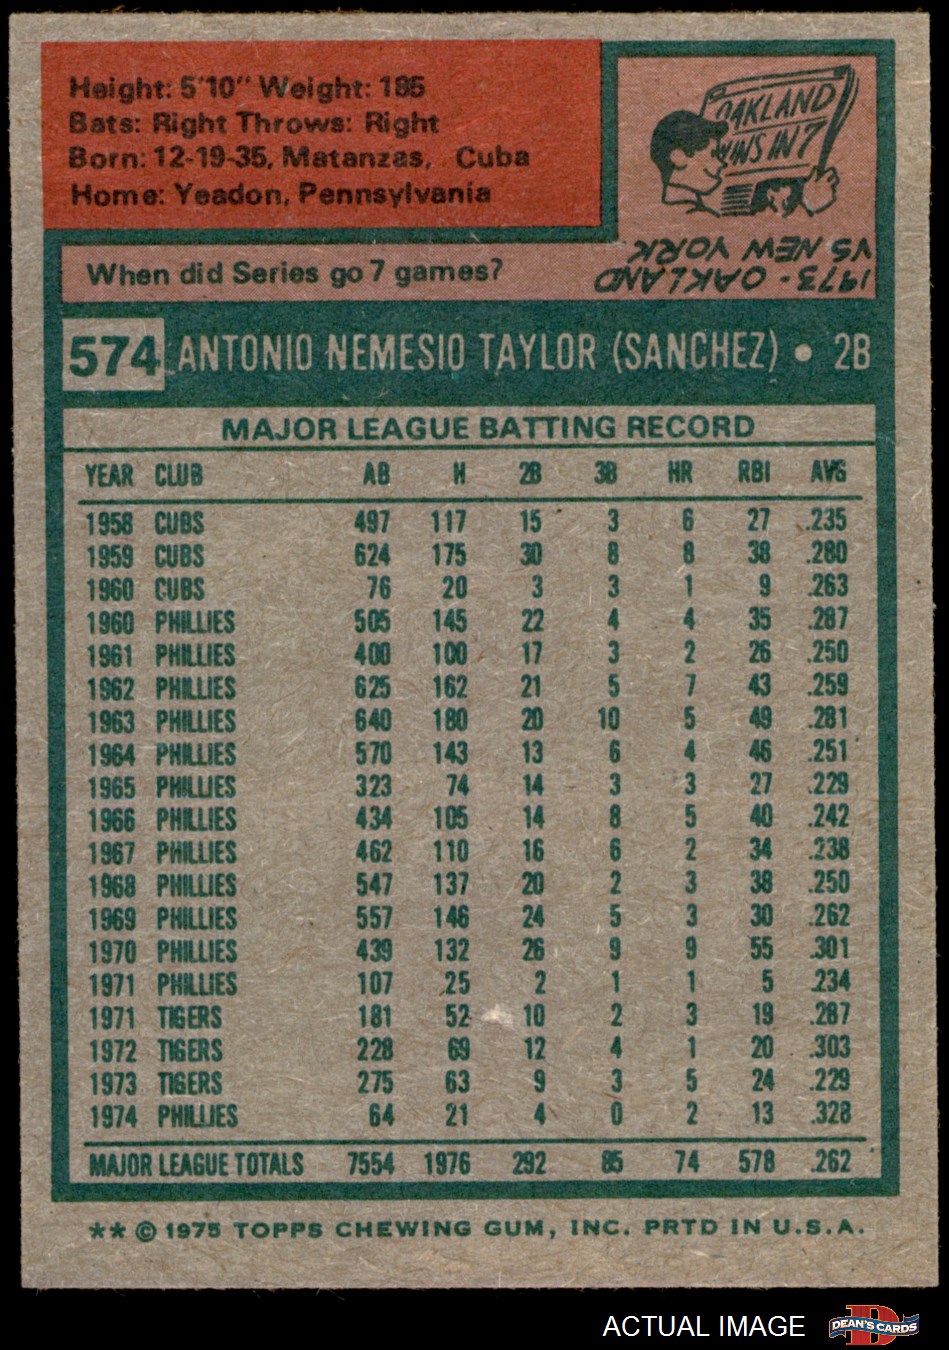 Height: 5'10" Weight: 185
Bats: Right Throws: Right
Born: 12-19-35, Matanzas, Cuba
Home: Yeadon, Pennsylvania
OAKLAND
WINS IN 7
When did Series go 7 games?
1973 - OAKLAND
VS NEW YORK
574 ANTONIO NEMESIO TAYLOR (SANCHEZ) • 2B
MAJOR LEAGUE BATTING RECORD
YEAR CLUB AB H 2B 3B HR RBI AVG
1958 CUBS 497 117 15 3 6 27 .235
1959 CUBS 624 175 30 8 8 38 .280
1960 CUBS 76 20 3 3 1 9 .263
1960 PHILLIES 505 145 22 4 4 35 .287
1961 PHILLIES 400 100 17 3 2 26 .250
1962 PHILLIES 625 162 21 5 7 43 .259
1963 PHILLIES 640 180 20 10 5 49 .281
1964 PHILLIES 570 143 13 6 4 46 .251
1965 PHILLIES 323 74 14 3 3 27 .229
1966 PHILLIES 434 105 14 8 5 40 .242
1967 PHILLIES 462 110 16 6 2 34 .238
1968 PHILLIES 547 137 20 2 3 38 .250
1969 PHILLIES 557 146 24 5 3 30 .262
1970 PHILLIES 439 132 26 9 9 55 .301
1971 PHILLIES 107 25 2 1 1 5 .234
1971 TIGERS 181 52 10 2 3 19 .287
1972 TIGERS 228 69 12 4 1 20 .303
1973 TIGERS 275 63 9 3 5 24 .229
1974 PHILLIES 64 21 4 0 2 13 .328
MAJOR LEAGUE TOTALS 7554 1976 292 85 74 578 .262
** © 1975 TOPPS CHEWING GUM, INC. PRTD IN U.S.A.
ACTUAL IMAGE
D
DEAN'S CARDS